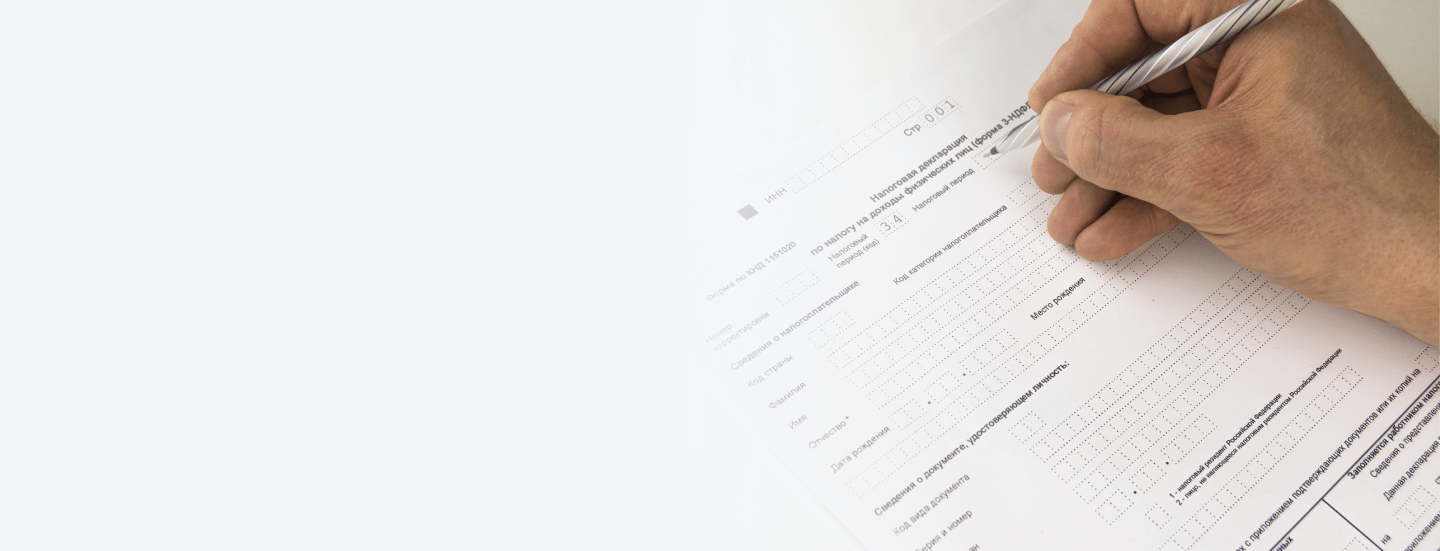 ИНН
Стр. 001
Форма по КНД 1151020
Налоговая декларация
по налогу на доходы физических лиц (форма 3-НДФЛ
Номер
корректировки
Налоговый
период (код)
34
Налоговый период
Сведения о налогоплательщике
Код страны
Код категории налогоплательщика
Фамилия
Имя
Отчество*
Дата рождения
Место рождения
Сведения о документе, удостоверяющем личность:
Код вида документа
Серия и номер
1 - налоговый резидент Российской Федерации
2 - лицо, не являющееся налоговым резидентом Российской Федерации
с приложением подтверждающих документов или их копий на
Заполняется работником
Сведения о
Данная декларация
на